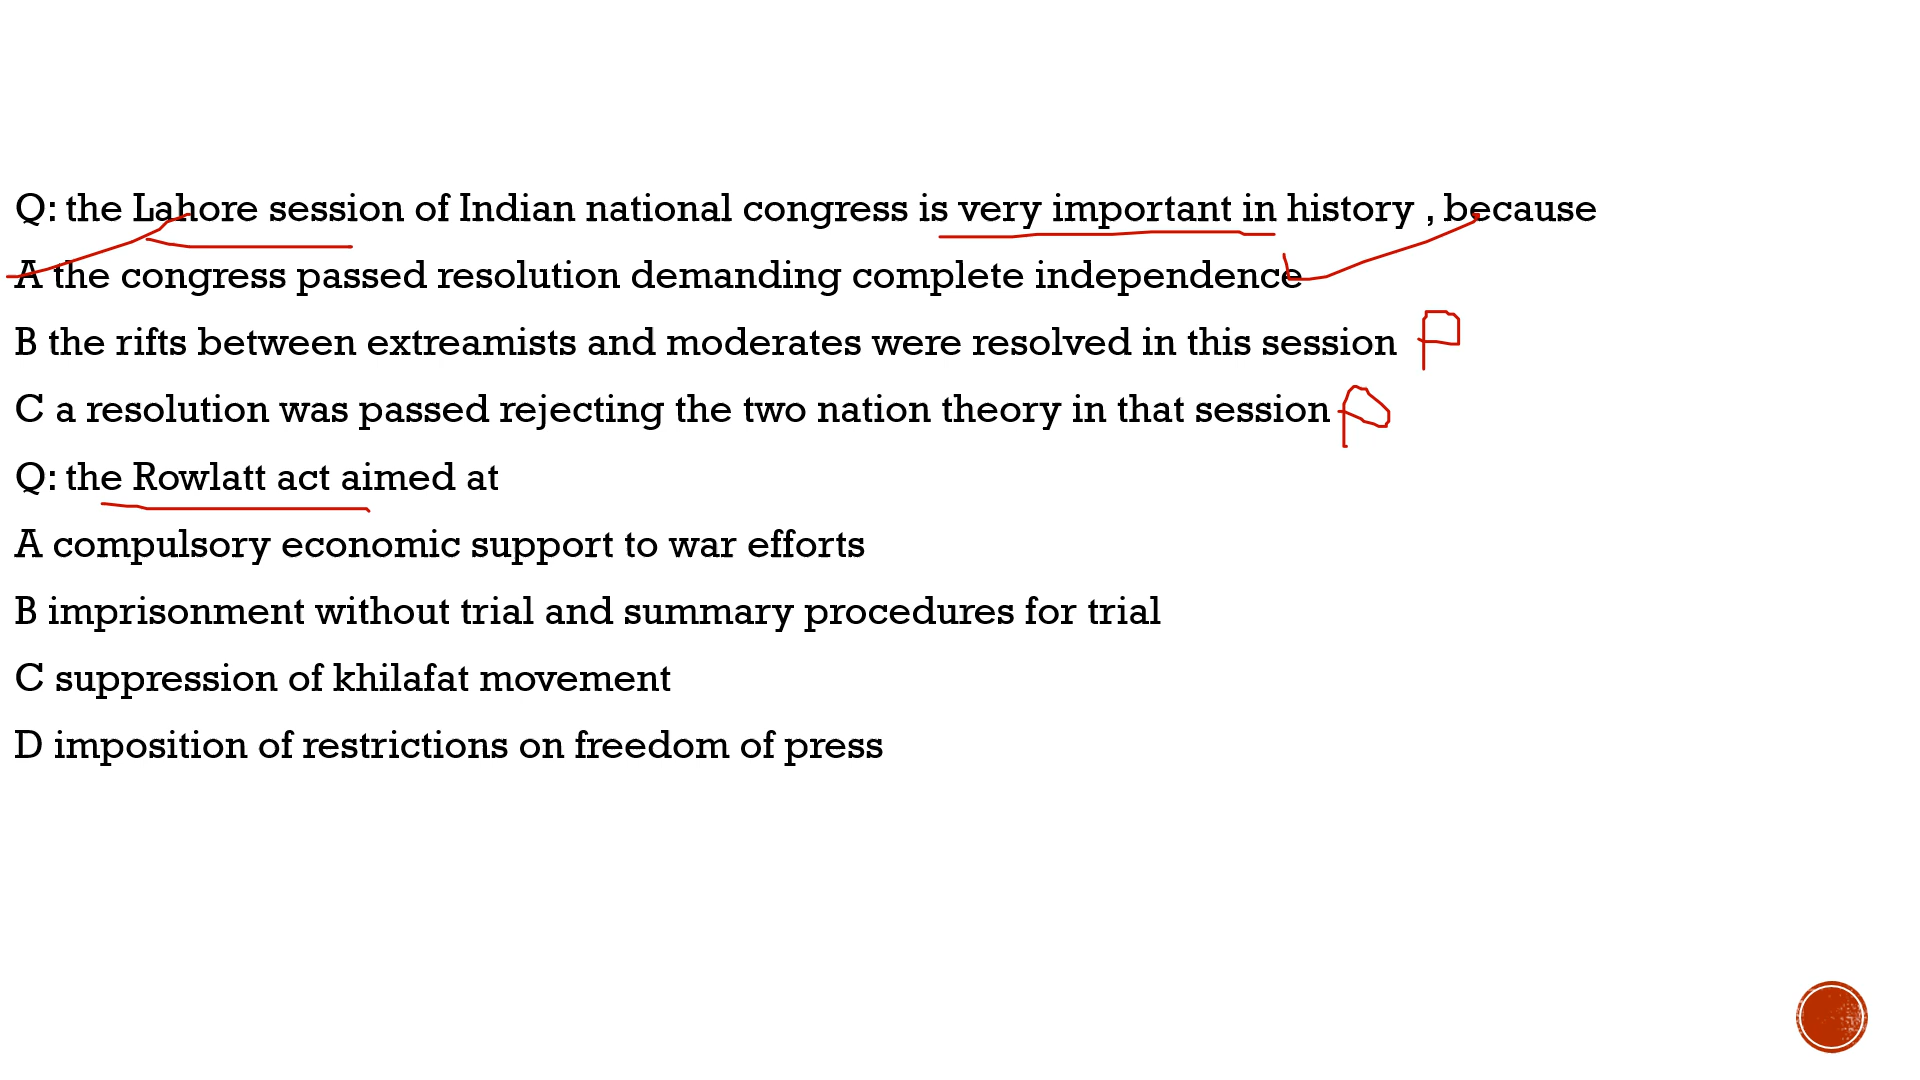 Q: the Lahore session of Indian national congress is very important in history , because
A the congress passed resolution demanding complete independence
B the rifts between extreamists and moderates were resolved in this session P
C a resolution was passed rejecting the two nation theory in that session P
Q: the Rowlatt act aimed at
A compulsory economic support to war efforts
B imprisonment without trial and summary procedures for trial
C suppression of khilafat movement
D imposition of restrictions on freedom of press